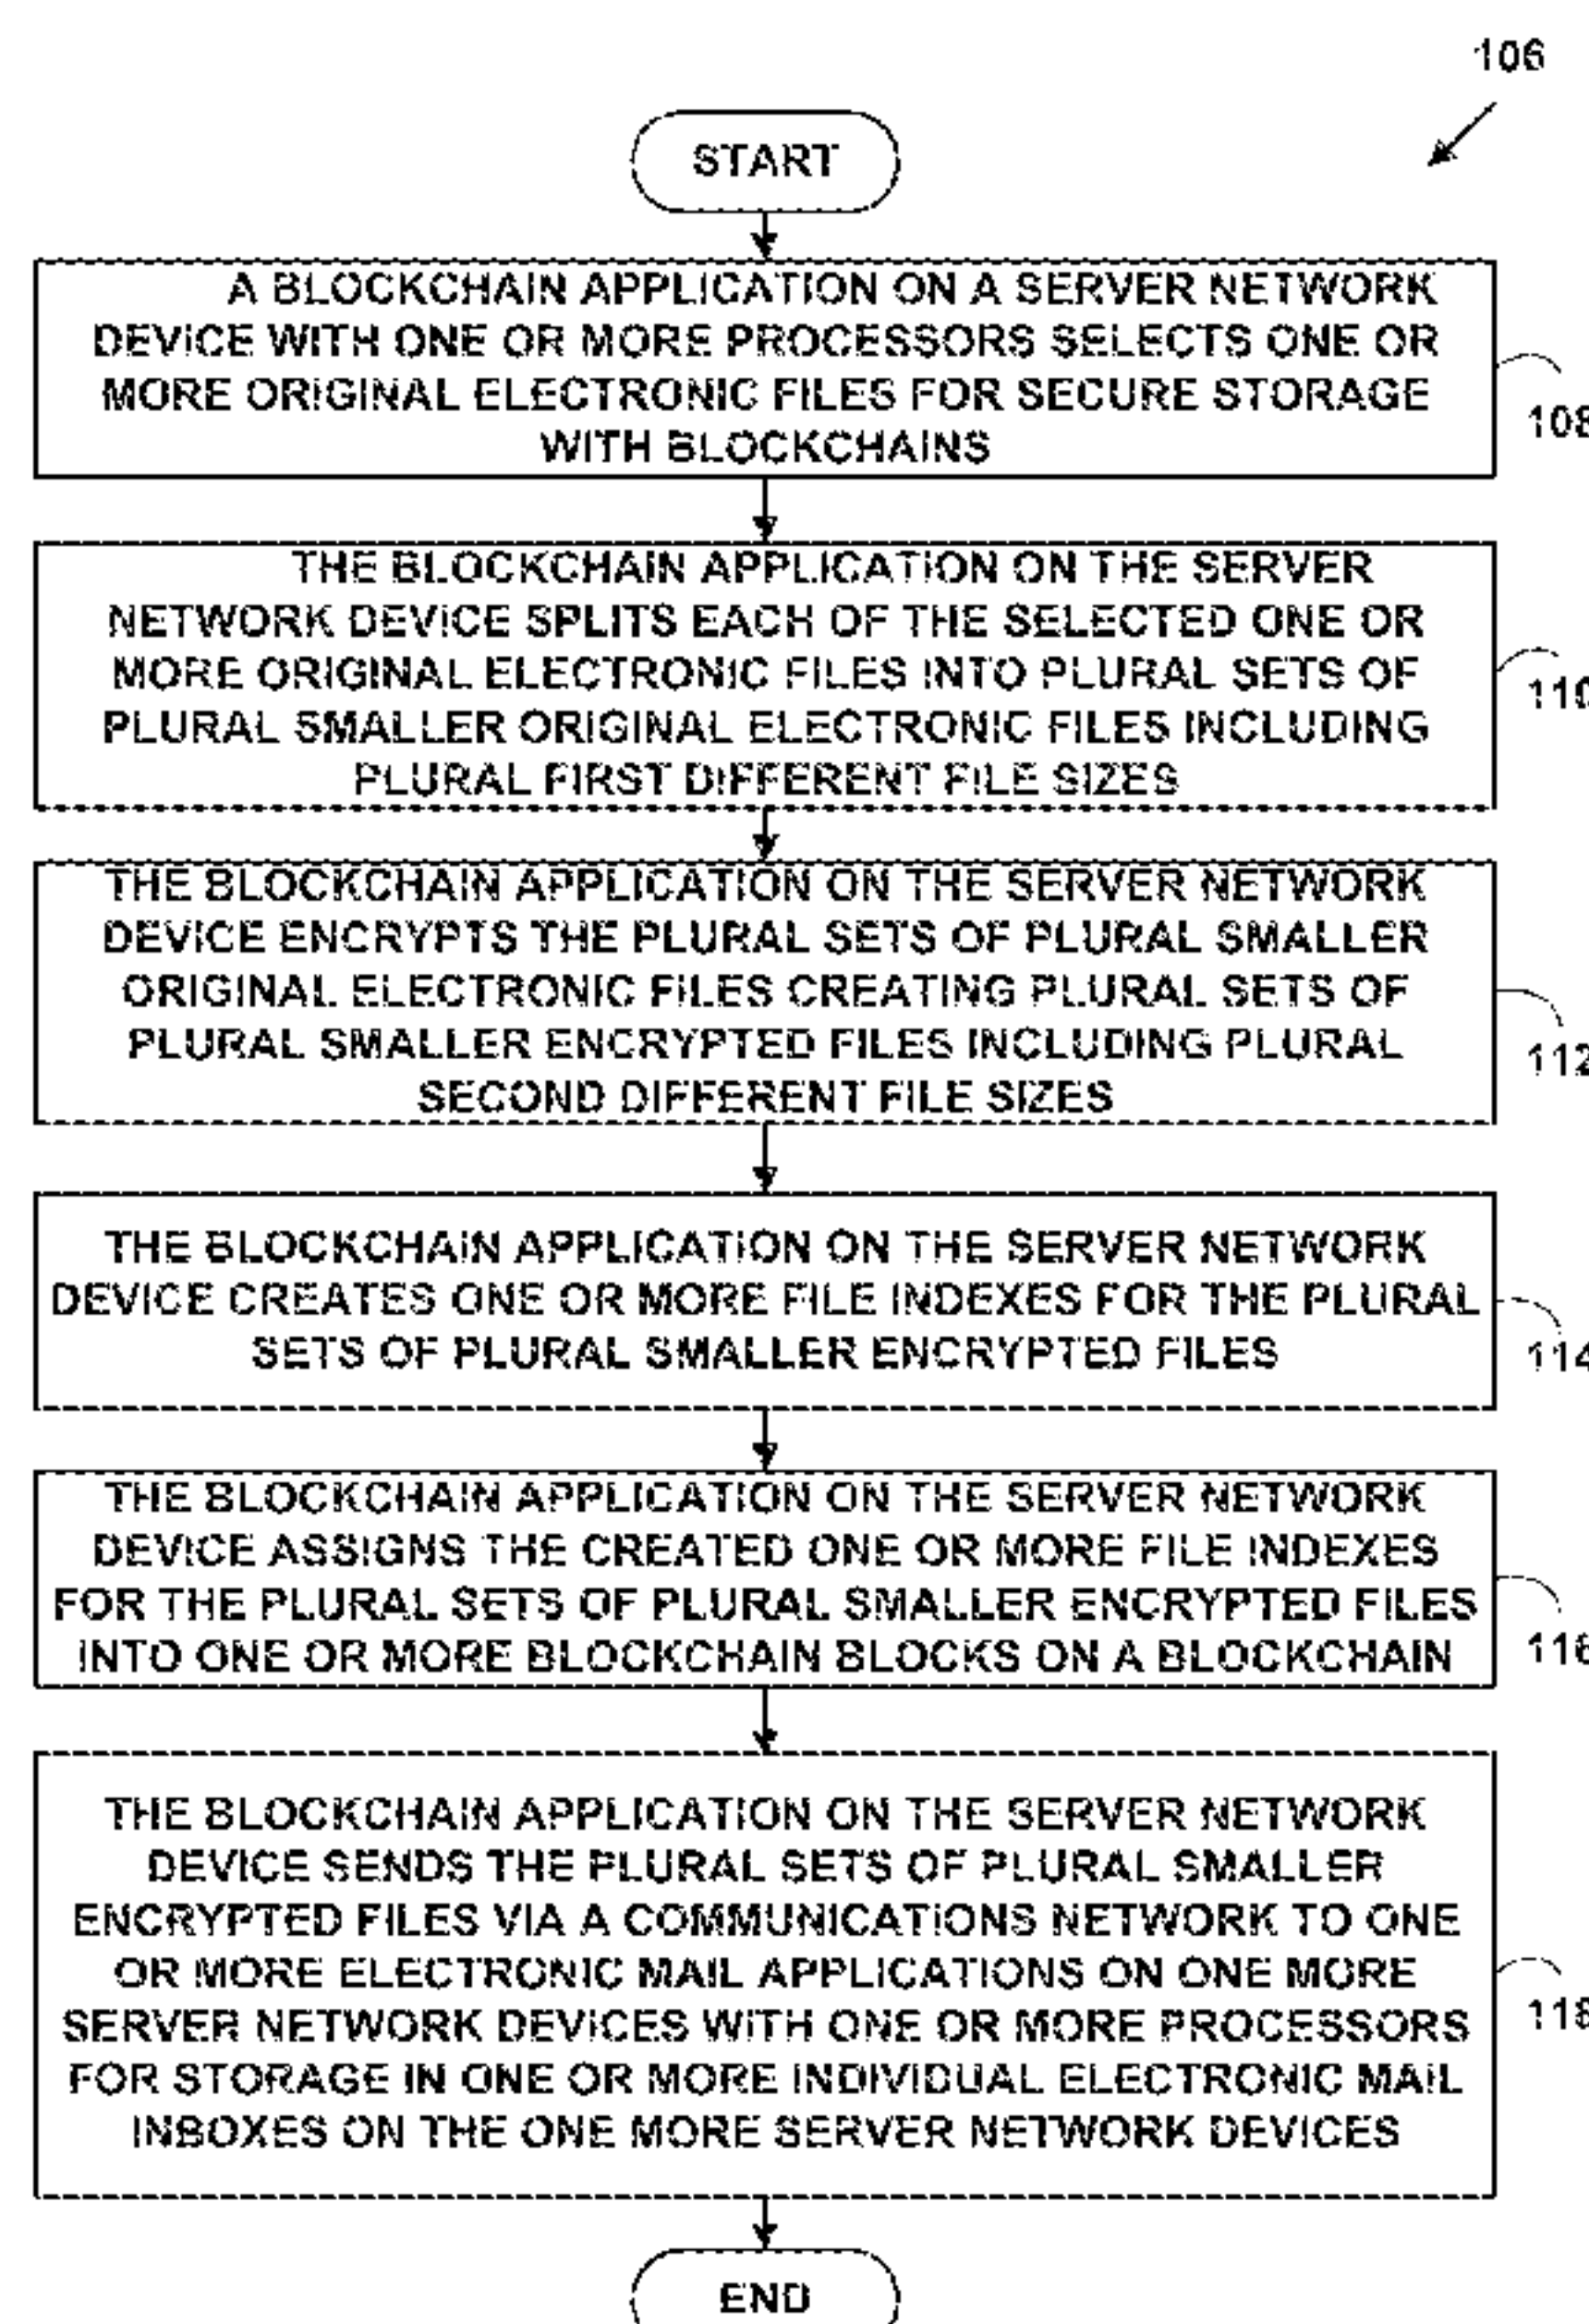 106
START
A BLOCKCHAIN APPLICATION ON A SERVER NETWORK
DEVICE WITH ONE OR MORE PROCESSORS SELECTS ONE OR
MORE ORIGINAL ELECTRONIC FILES FOR SECURE STORAGE
WITH BLOCKCHAINS
108
THE BLOCKCHAIN APPLICATION ON THE SERVER
NETWORK DEVICE SPLITS EACH OF THE SELECTED ONE OR
MORE ORIGINAL ELECTRONIC FILES INTO PLURAL SETS OF
PLURAL SMALLER ORIGINAL ELECTRONIC FILES INCLUDING
PLURAL FIRST DIFFERENT FILE SIZES
110
THE BLOCKCHAIN APPLICATION ON THE SERVER NETWORK
DEVICE ENCRYPTS THE PLURAL SETS OF PLURAL SMALLER
ORIGINAL ELECTRONIC FILES CREATING PLURAL SETS OF
PLURAL SMALLER ENCRYPTED FILES INCLUDING PLURAL
SECOND DIFFERENT FILE SIZES
112
THE BLOCKCHAIN APPLICATION ON THE SERVER NETWORK
DEVICE CREATES ONE OR MORE FILE INDEXES FOR THE PLURAL
SETS OF PLURAL SMALLER ENCRYPTED FILES
114
THE BLOCKCHAIN APPLICATION ON THE SERVER NETWORK
DEVICE ASSIGNS THE CREATED ONE OR MORE FILE INDEXES
FOR THE PLURAL SETS OF PLURAL SMALLER ENCRYPTED FILES
INTO ONE OR MORE BLOCKCHAIN BLOCKS ON A BLOCKCHAIN
116
THE BLOCKCHAIN APPLICATION ON THE SERVER NETWORK
DEVICE SENDS THE PLURAL SETS OF PLURAL SMALLER
ENCRYPTED FILES VIA A COMMUNICATIONS NETWORK TO ONE
OR MORE ELECTRONIC MAIL APPLICATIONS ON ONE MORE
SERVER NETWORK DEVICES WITH ONE OR MORE PROCESSORS
FOR STORAGE IN ONE OR MORE INDIVIDUAL ELECTRONIC MAIL
INBOXES ON THE ONE MORE SERVER NETWORK DEVICES
118
END